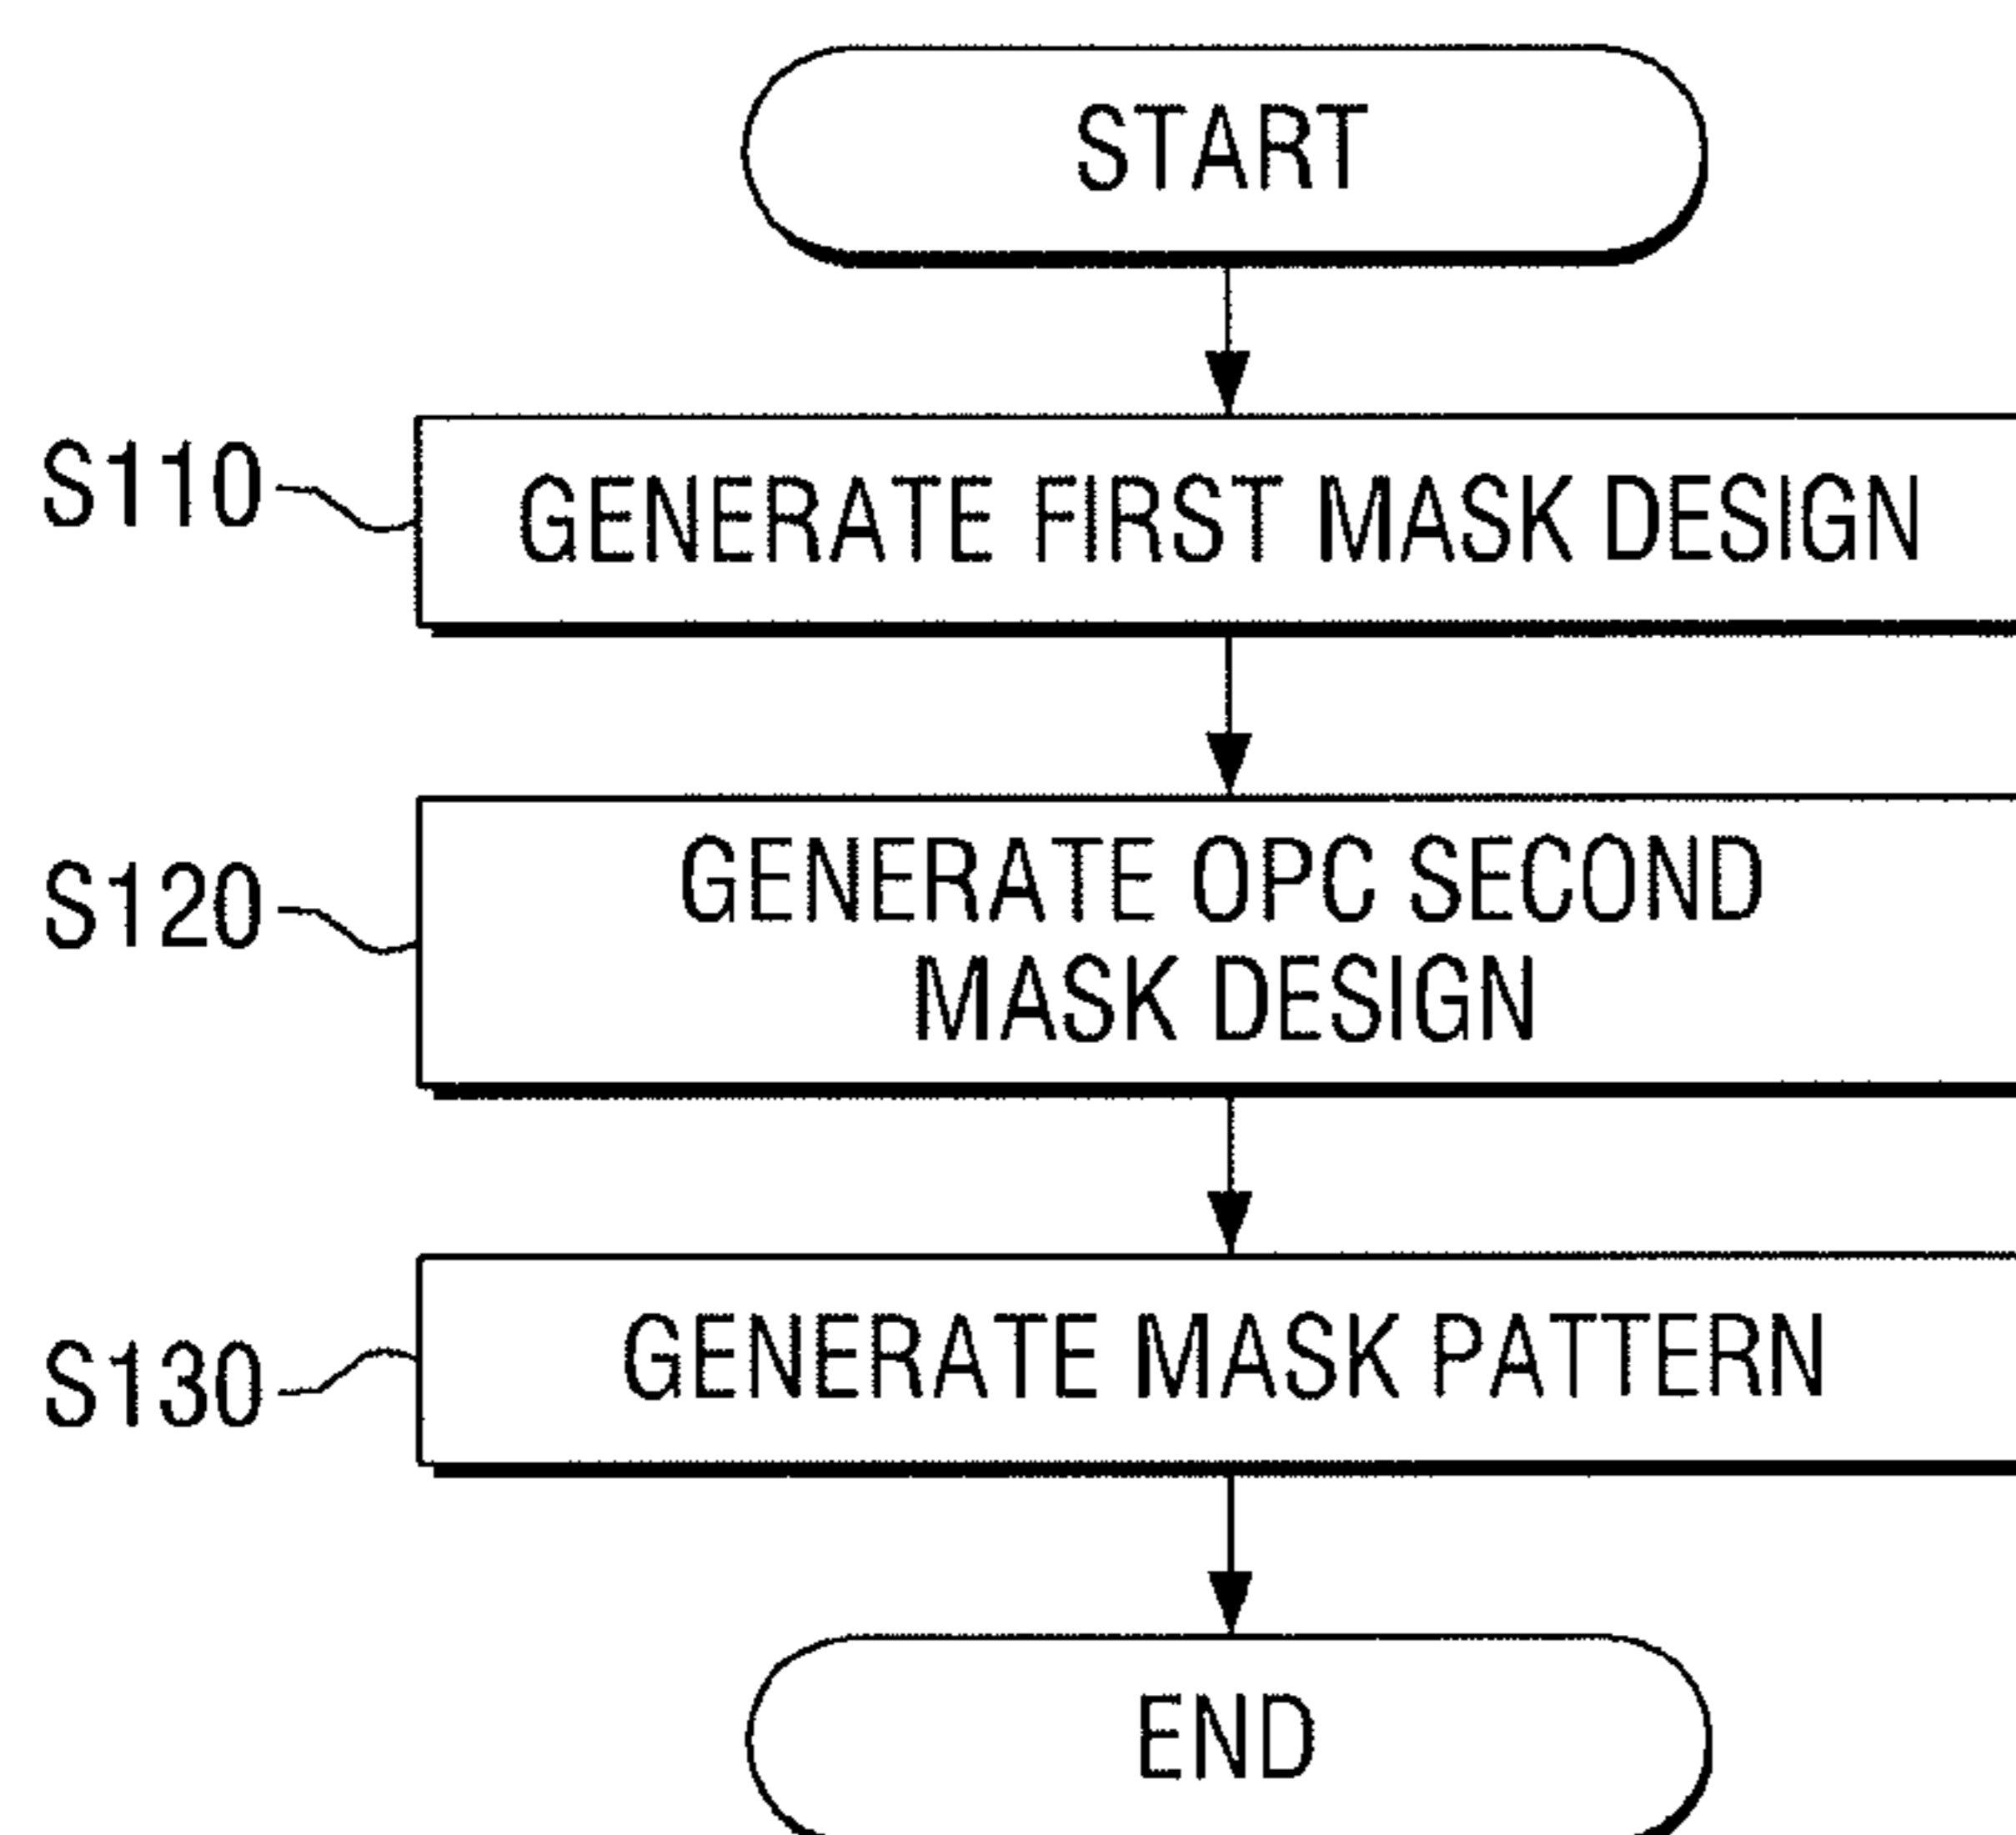 START
S110
GENERATE FIRST MASK DESIGN
S120
GENERATE OPC SECOND
MASK DESIGN
S130
GENERATE MASK PATTERN
END